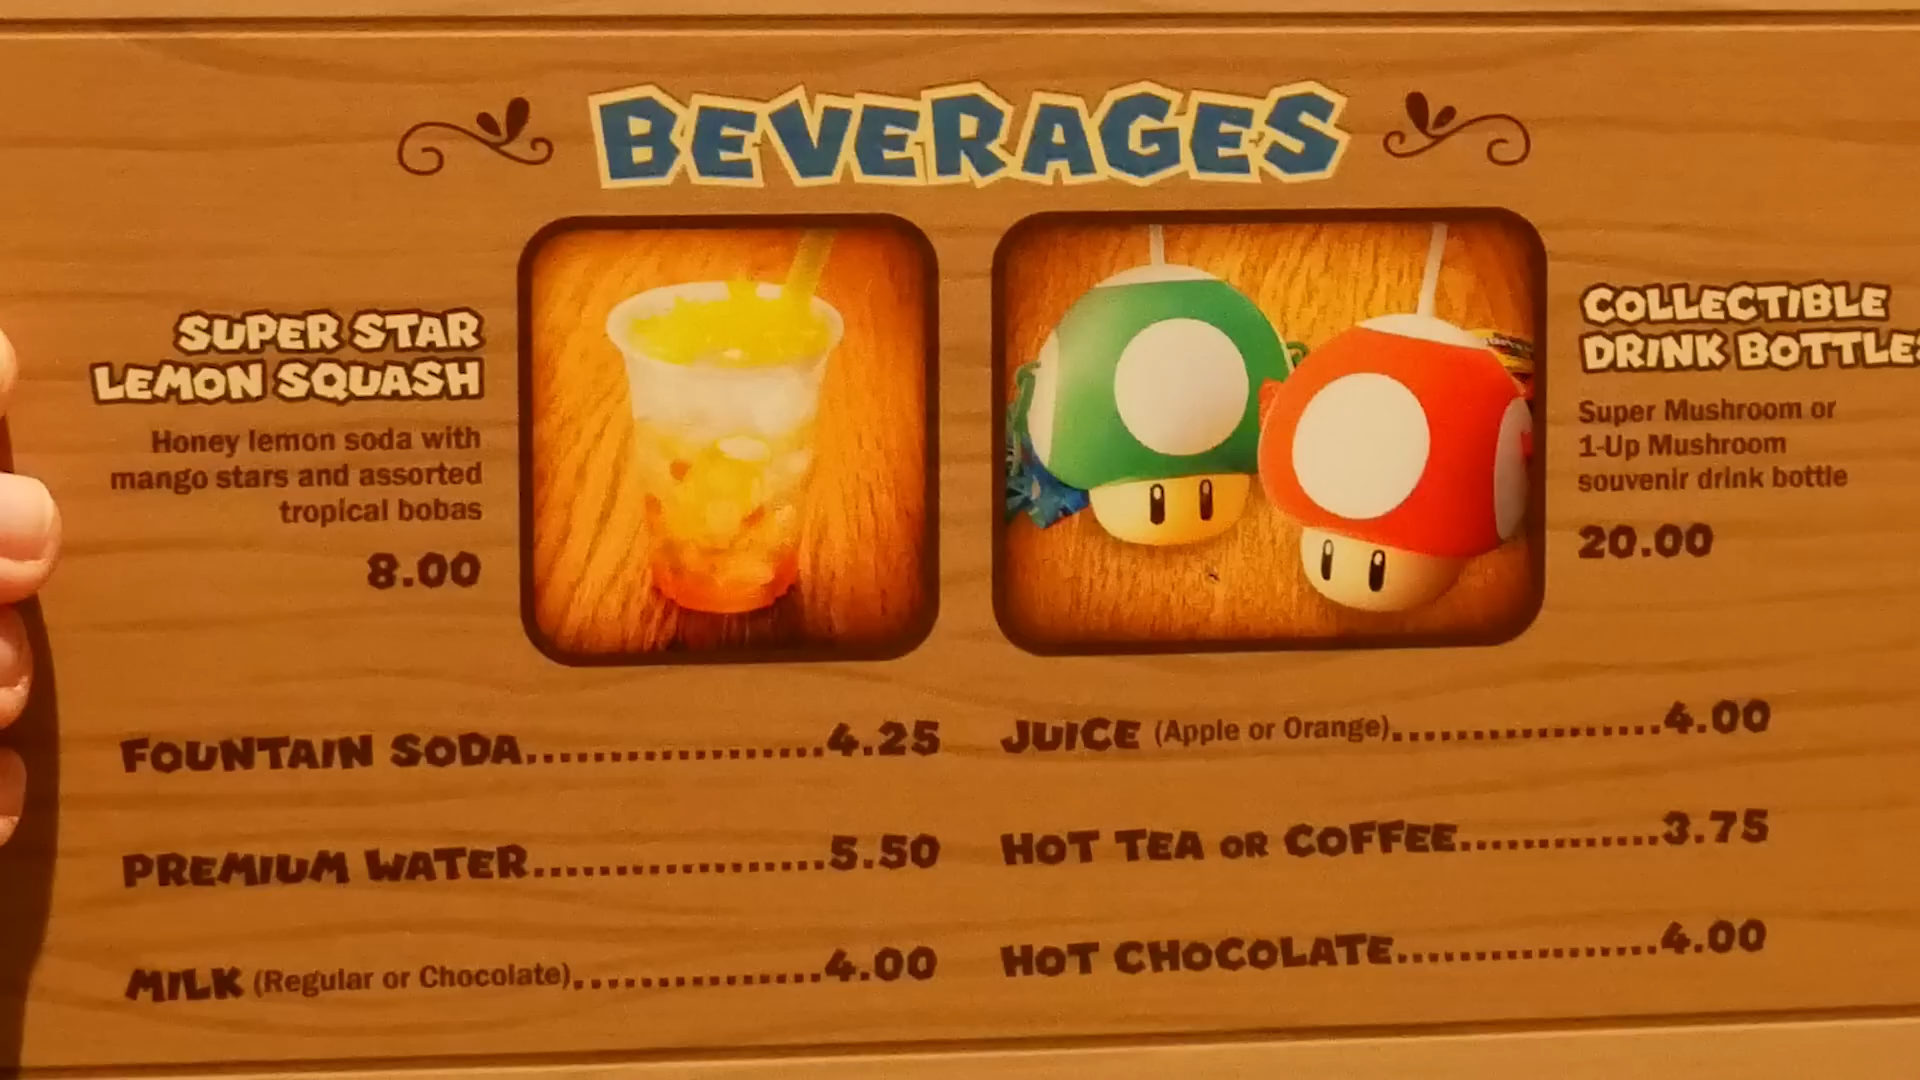 BEVERAGES
SUPER STAR
LEMON SQUASH
Honey lemon soda with
mango stars and assorted
tropical bobas
8.00
COLLECTIBLE
DRINK BOTTLES
Super Mushroom or
1-Up Mushroom
souvenir drink bottle
20.00
FOUNTAIN SODA................4.25
PREMIUM WATER................5.50
MILK (Regular or Chocolate)..............4.00
JUICE (Apple or Orange)................4.00
HOT TEA OR COFFEE............3.75
HOT CHOCOLATE................4.00